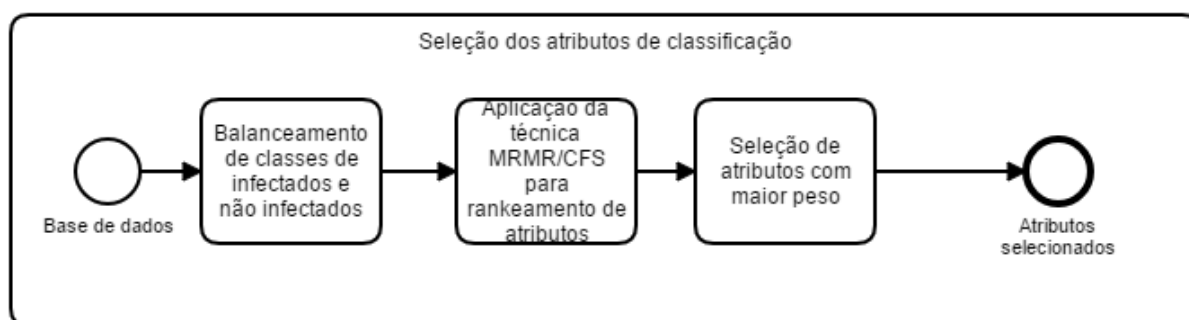 Seleção dos atributos de classificação
Balanceamento
de classes de
infectados e
não infectados
Aplicação da
técnica
MRMR/CFS
para
rankeamento de
atributos
Seleção de
atributos com
maior peso
Base de dados
Atributos
selecionados